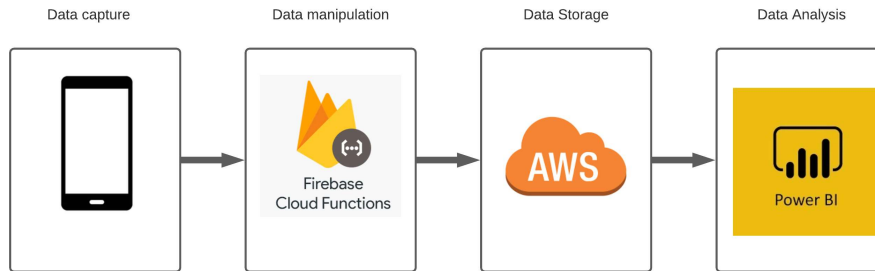 Data capture
Data manipulation
Data Storage
Data Analysis
Firebase
Cloud Functions
AWS
Power BI